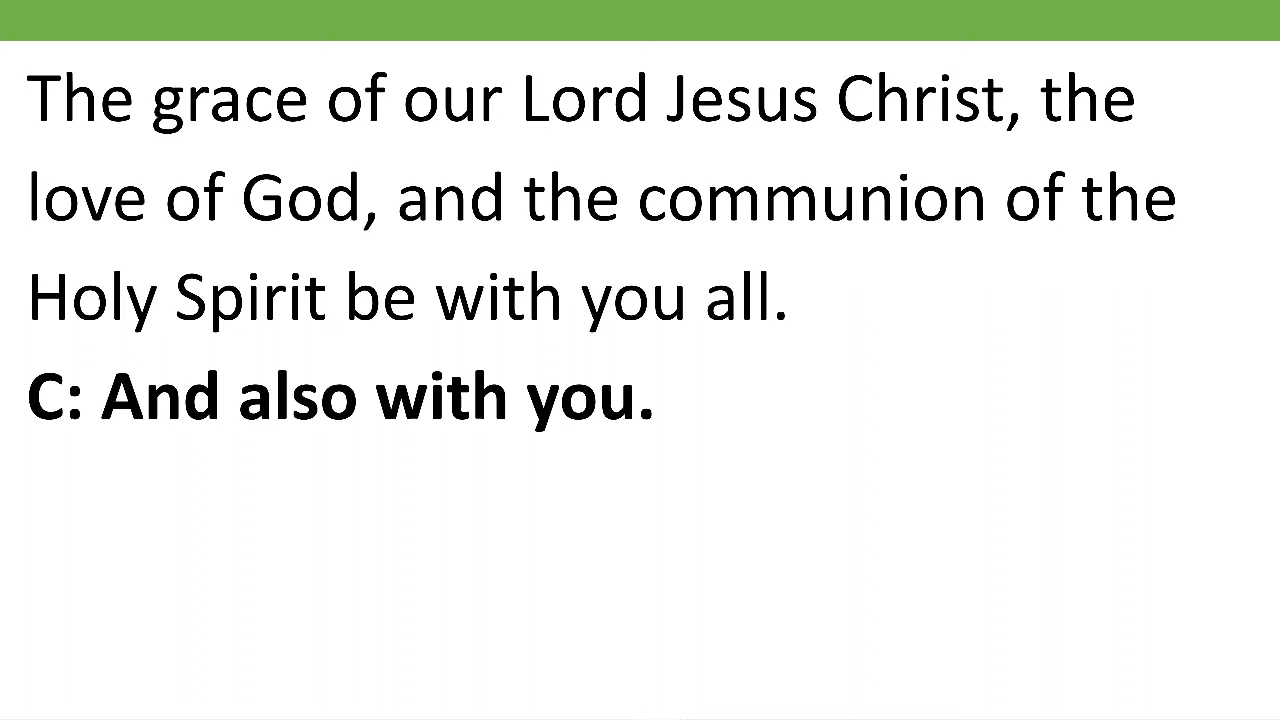 The grace of our Lord Jesus Christ, the
love of God, and the communion of the
Holy Spirit be with you all.
C: And also with you.